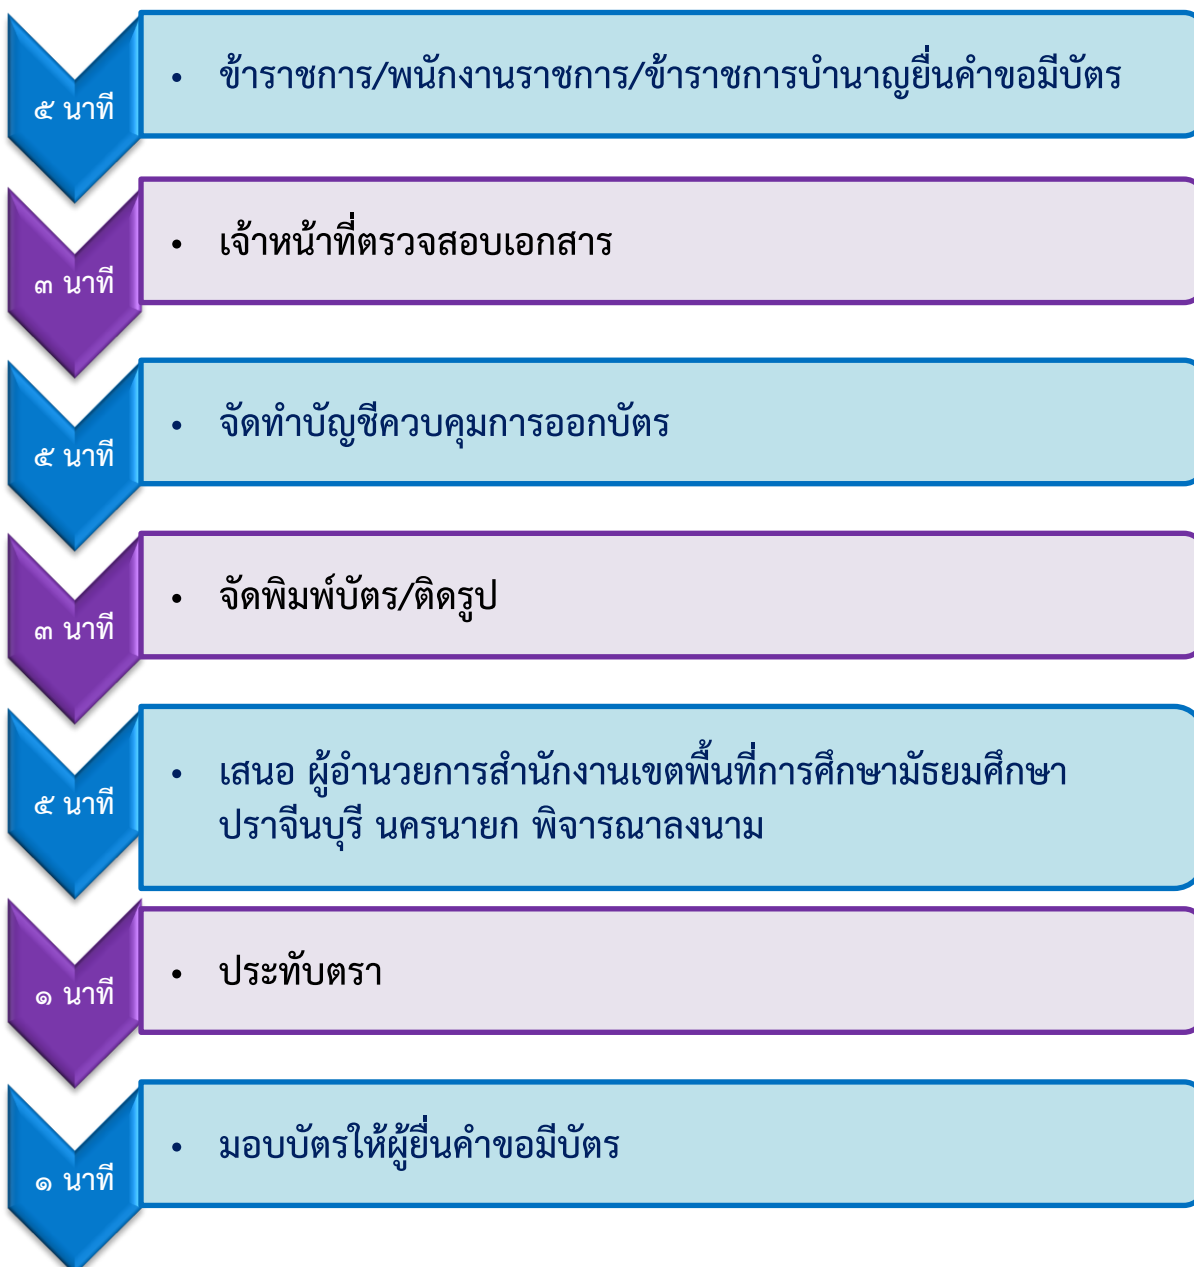 ๕ นาที
• ข้าราชการ/พนักงานราชการ/ข้าราชการบำนาญยื่นคำขอมีบัตร
๓ นาที
• เจ้าหน้าที่ตรวจสอบเอกสาร
๕ นาที
• จัดทำบัญชีควบคุมการออกบัตร
๓ นาที
• จัดพิมพ์บัตร/ติดรูป
๕ นาที
• เสนอ ผู้อำนวยการสำนักงานเขตพื้นที่การศึกษามัธยมศึกษา
ปราจีนบุรี นครนายก พิจารณาลงนาม
๑ นาที
• ประทับตรา
๑ นาที
• มอบบัตรให้ผู้ยื่นคำขอมีบัตร